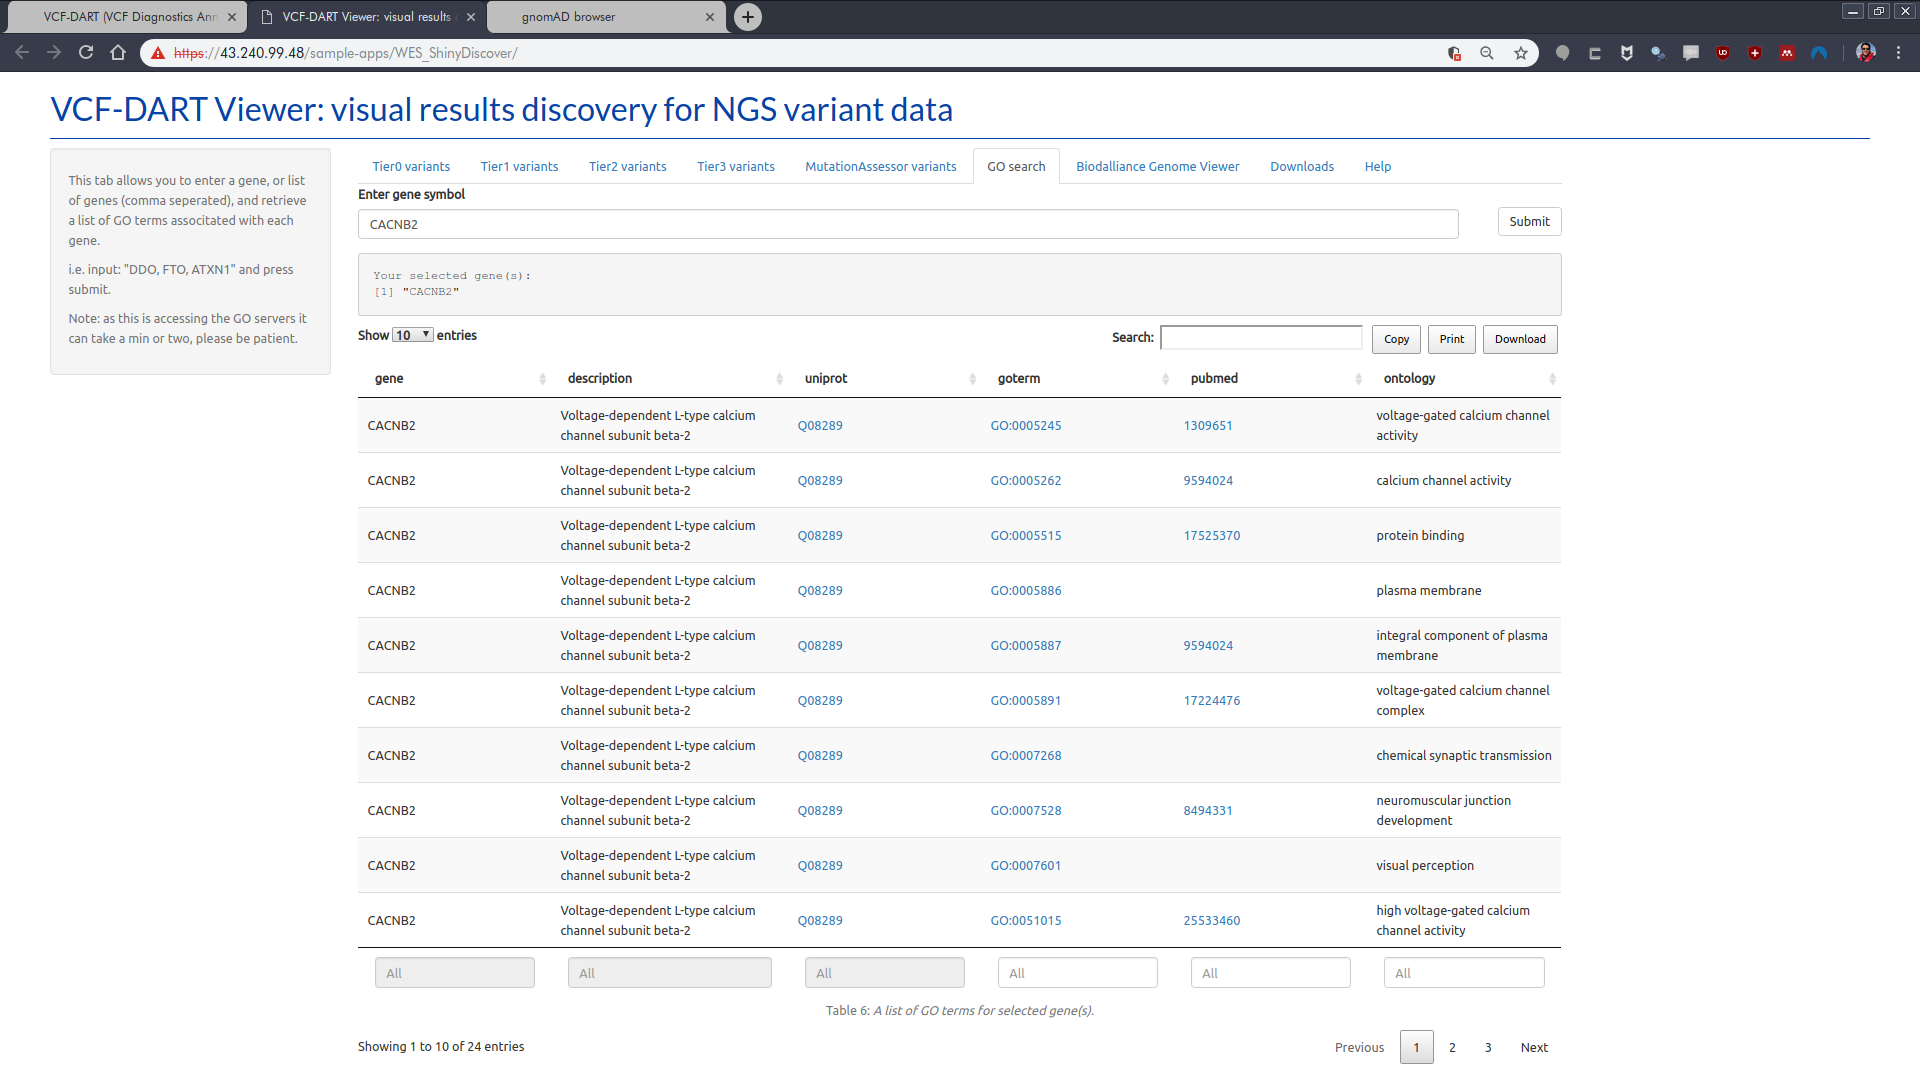 VCF-DART (VCF Diagnostics Ann
VCF-DART Viewer: visual results
gnomAD browser
https://43.240.99.48/sample-apps/WES_ShinyDiscover/
VCF-DART Viewer: visual results discovery for NGS variant data
This tab allows you to enter a gene, or list
of genes (comma seperated), and retrieve
a list of GO terms associtated with each
gene.
i.e. input: "DDO, FTO, ATXN1" and press
submit.
Note: as this is accessing the GO servers it
can take a min or two, please be patient.
Tier0 variants Tier1 variants Tier2 variants Tier3 variants MutationAssessor variants GO search Biodalliance Genome Viewer Downloads Help
Enter gene symbol
CACNB2
Submit
Your selected gene(s):
[1] "CACNB2"
Show 10 entries
Search: Copy Print Download
gene description uniprot goterm pubmed ontology
CACNB2 Voltage-dependent L-type calcium channel subunit beta-2 Q08289 GO:0005245 1309651 voltage-gated calcium channel activity
CACNB2 Voltage-dependent L-type calcium channel subunit beta-2 Q08289 GO:0005262 9594024 calcium channel activity
CACNB2 Voltage-dependent L-type calcium channel subunit beta-2 Q08289 GO:0005515 17525370 protein binding
CACNB2 Voltage-dependent L-type calcium channel subunit beta-2 Q08289 GO:0005886 plasma membrane
CACNB2 Voltage-dependent L-type calcium channel subunit beta-2 Q08289 GO:0005887 9594024 integral component of plasma membrane
CACNB2 Voltage-dependent L-type calcium channel subunit beta-2 Q08289 GO:0005891 17224476 voltage-gated calcium channel complex
CACNB2 Voltage-dependent L-type calcium channel subunit beta-2 Q08289 GO:0007268 chemical synaptic transmission
CACNB2 Voltage-dependent L-type calcium channel subunit beta-2 Q08289 GO:0007528 8494331 neuromuscular junction development
CACNB2 Voltage-dependent L-type calcium channel subunit beta-2 Q08289 GO:0007601 visual perception
CACNB2 Voltage-dependent L-type calcium channel subunit beta-2 Q08289 GO:0051015 25533460 high voltage-gated calcium channel activity
All All All All All All
Table 6: A list of GO terms for selected gene(s).
Showing 1 to 10 of 24 entries
Previous 1 2 3 Next